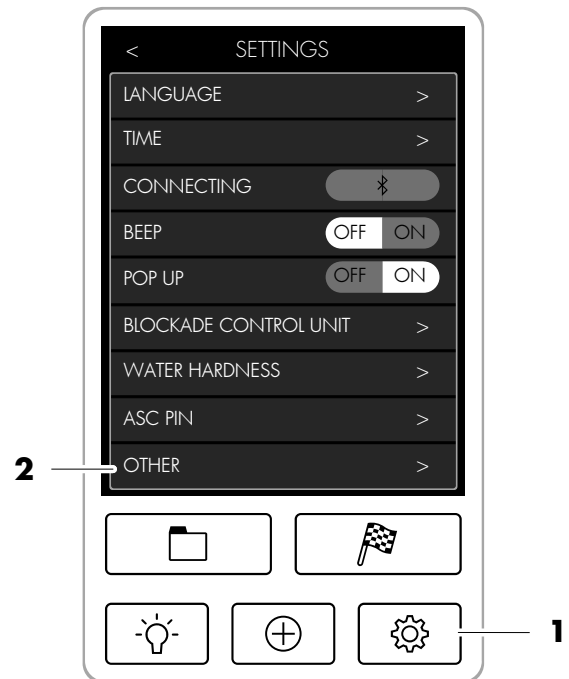 < SETTINGS
LANGUAGE >
TIME >
CONNECTING
BEEP OFF ON
POP UP OFF ON
BLOCKADE CONTROL UNIT >
WATER HARDNESS >
ASC PIN >
2 OTHER >
1